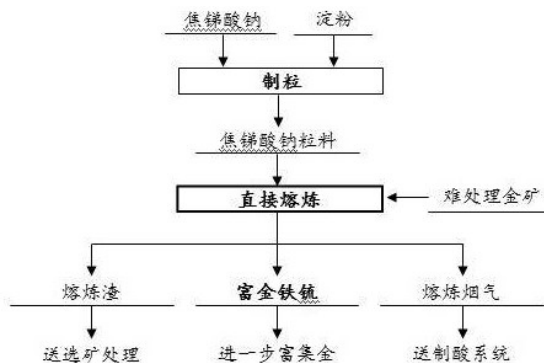 焦锑酸钠 淀粉
制粒
焦锑酸钠粒料
直接熔炼 难处理金矿
熔炼渣 富金铁锍 熔炼烟气
送选矿处理 进一步富集金 送制酸系统